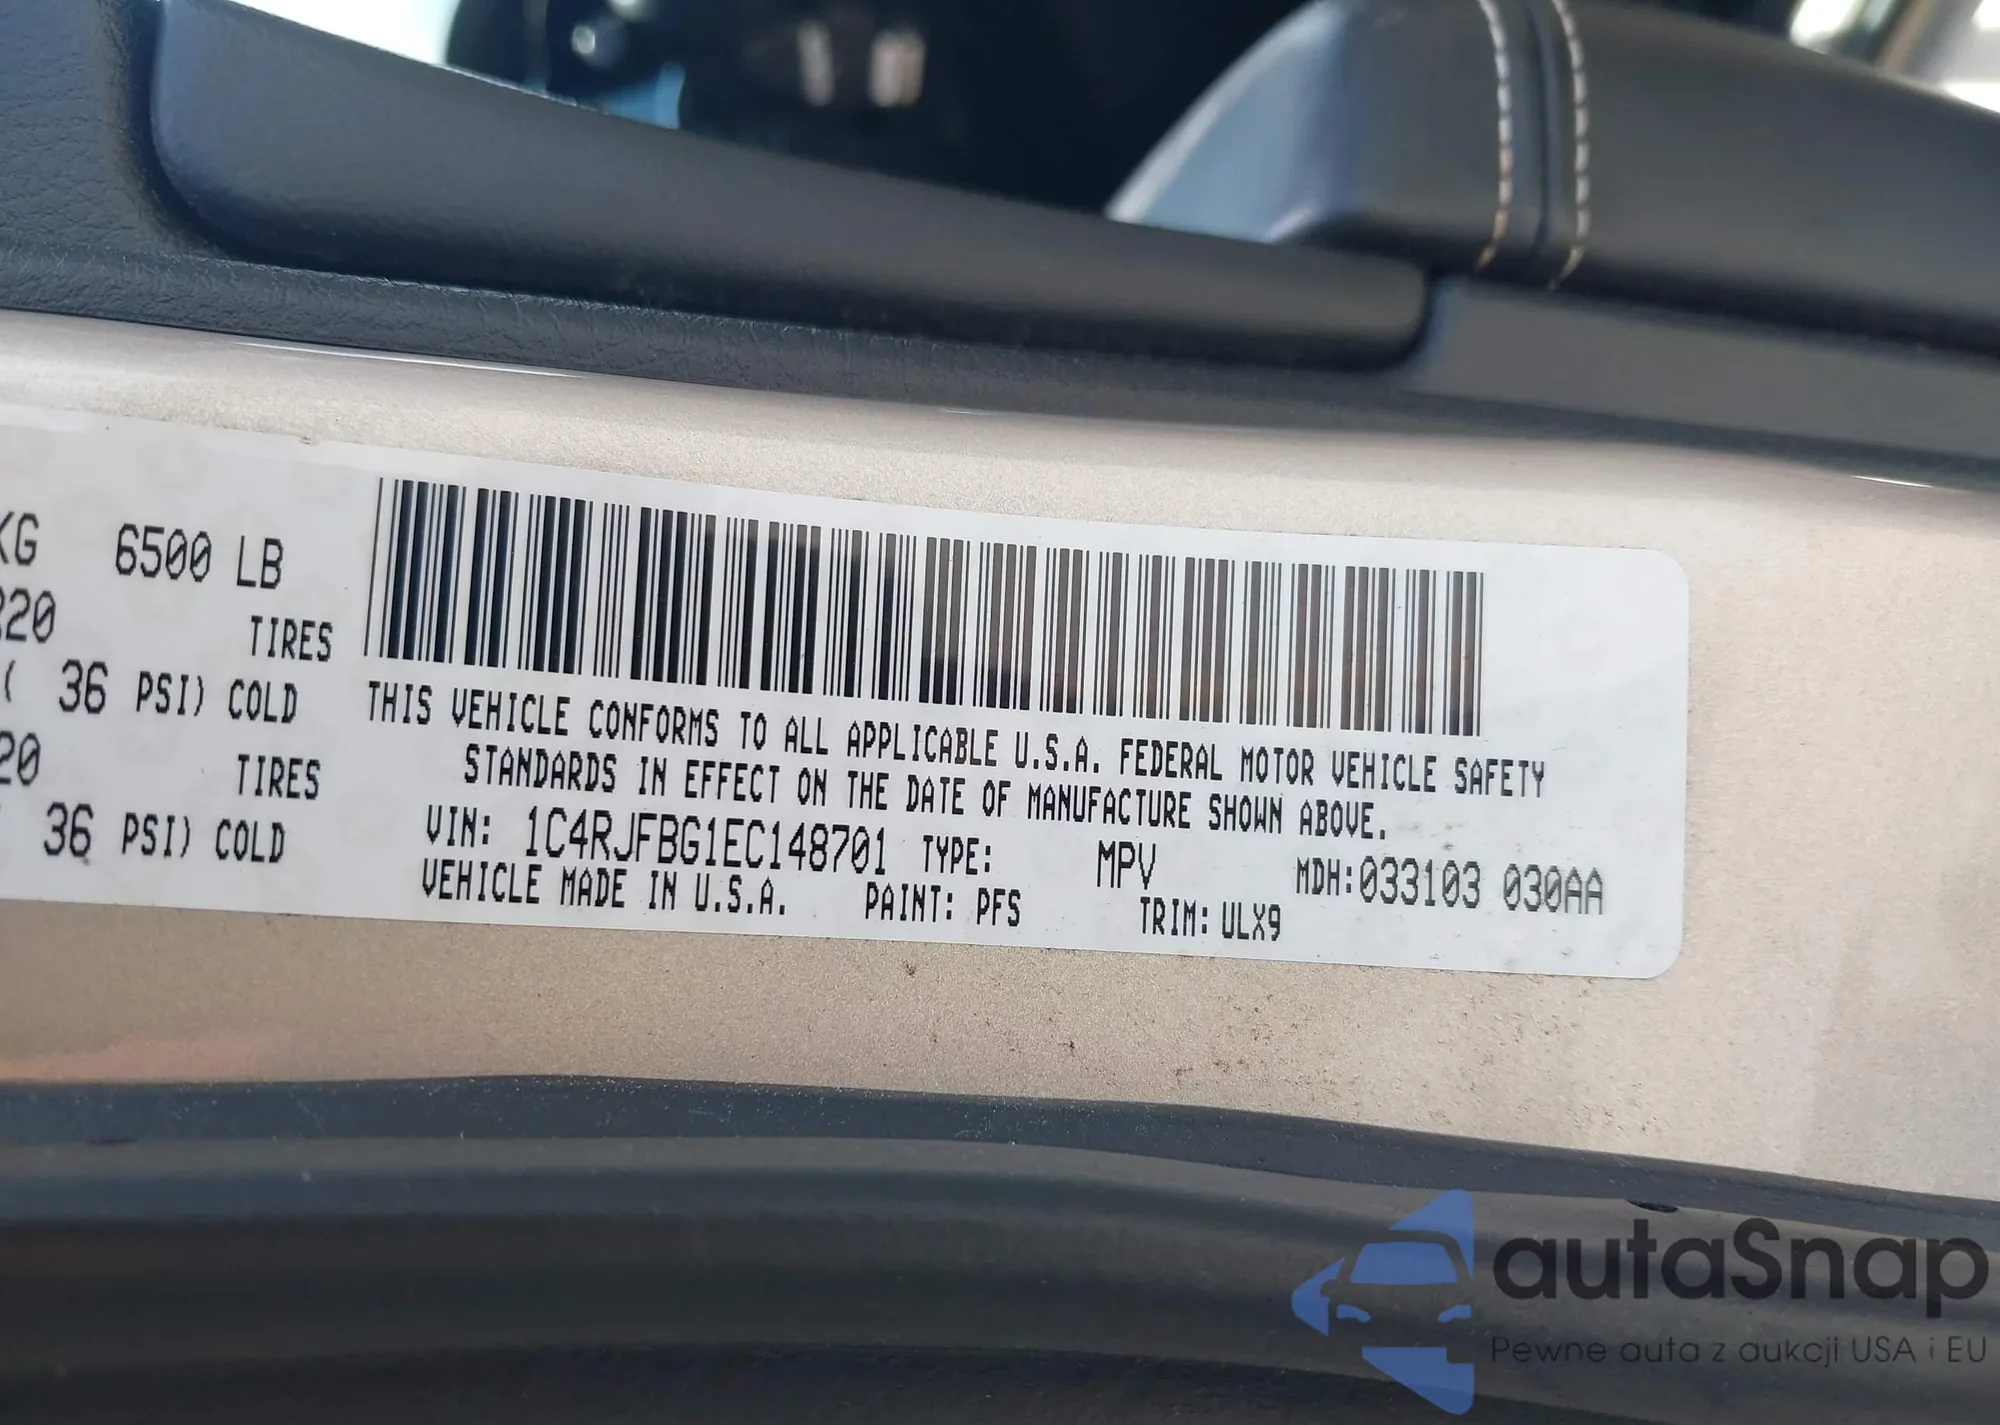 KG 6500 LB
20 TIRES
( 36 PSI) COLD
20 TIRES
36 PSI) COLD
THIS VEHICLE CONFORMS TO ALL APPLICABLE U.S.A. FEDERAL MOTOR VEHICLE SAFETY
STANDARDS IN EFFECT ON THE DATE OF MANUFACTURE SHOWN ABOVE.
VIN: 1C4RJFBG1EC148701 TYPE: MPV MDH:033103 030AA
VEHICLE MADE IN U.S.A. PAINT: PFS TRIM: ULX9
autaSnap
Pewne auta z aukcji USA i EU